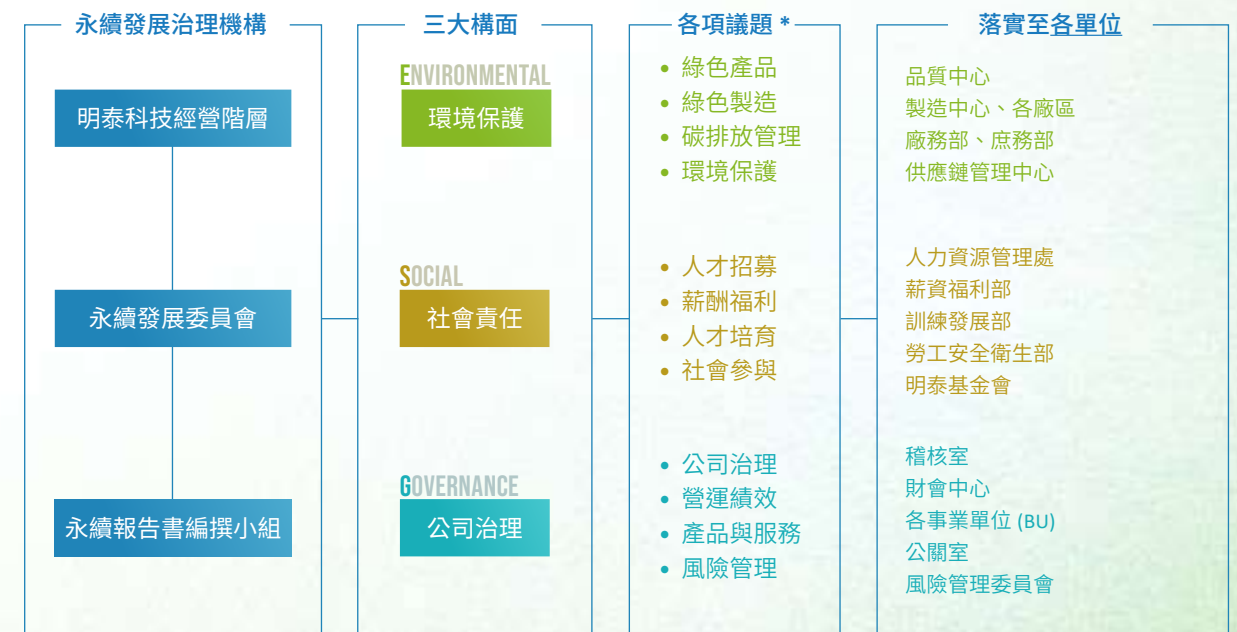 永續發展治理機構
明泰科技經營階層
永續發展委員會
永續報告書編撰小組
三大構面
ENVIRONMENTAL
環境保護
SOCIAL
社會責任
GOVERNANCE
公司治理
各項議題 *
• 綠色產品
• 綠色製造
• 碳排放管理
• 環境保護
• 人才招募
• 薪酬福利
• 人才培育
• 社會參與
• 公司治理
• 營運績效
• 產品與服務
• 風險管理
落實至各單位
品質中心
製造中心、各廠區
廠務部、庶務部
供應鏈管理中心
人力資源管理處
薪資福利部
訓練發展部
勞工安全衛生部
明泰基金會
稽核室
財會中心
各事業單位 (BU)
公關室
風險管理委員會